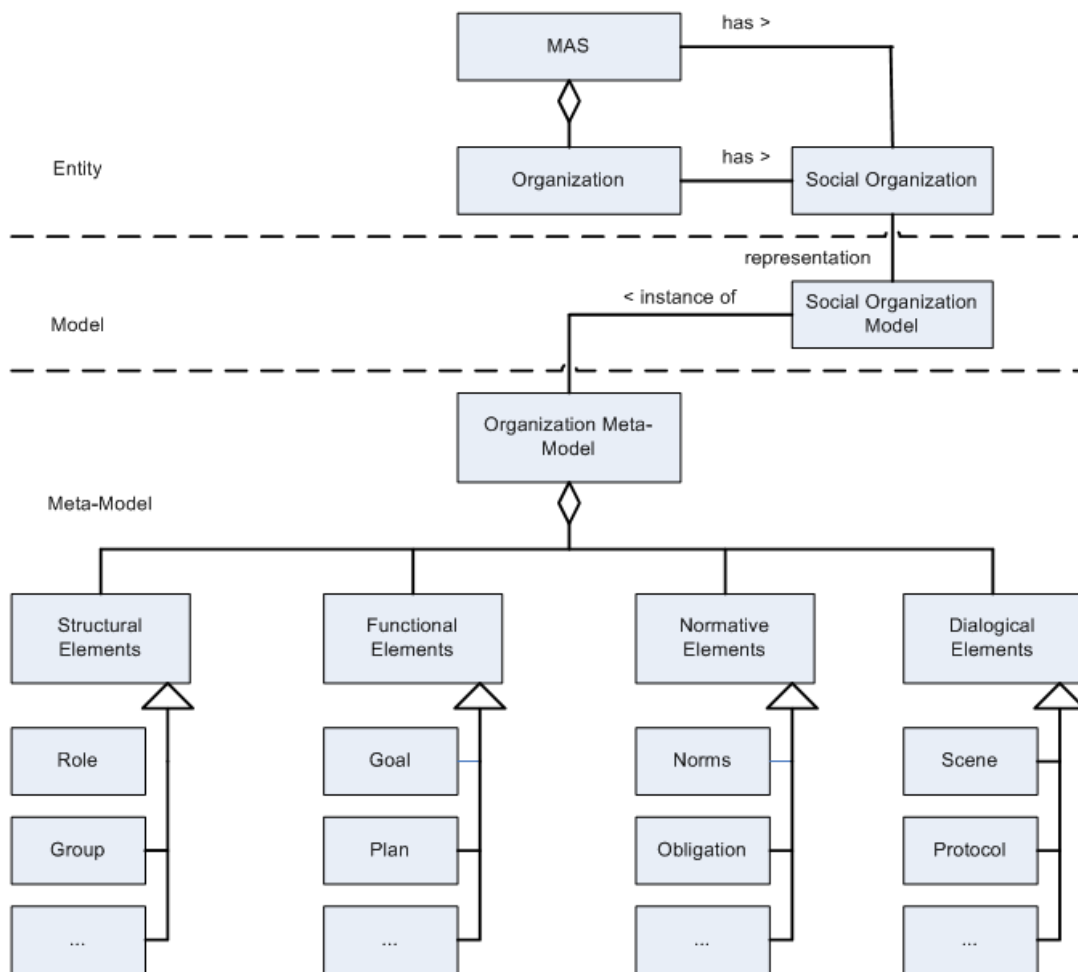 has >
MAS
Entity
Organization
has >
Social Organization
representation
Model
< instance of
Social Organization
Model
Organization Meta-
Model
Meta-Model
Structural
Elements
Functional
Elements
Normative
Elements
Dialogical
Elements
Role
Goal
Norms
Scene
Group
Plan
Obligation
Protocol
...
...
...
...